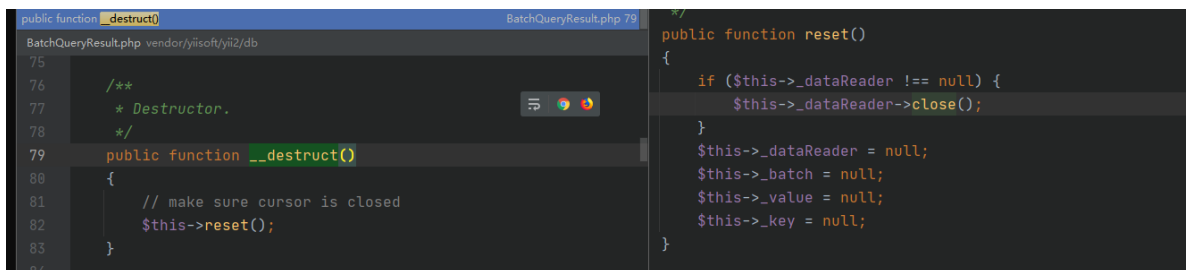 public function __destruct() BatchQueryResult.php 79
BatchQueryResult.php vendor/yiisoft/yii2/db
75
76 /**
77 * Destructor.
78 */
79 public function __destruct()
80 {
81 // make sure cursor is closed
82 $this->reset();
83 }
*/
public function reset()
{
if ($this->_dataReader !== null) {
$this->_dataReader->close();
}
$this->_dataReader = null;
$this->_batch = null;
$this->_value = null;
$this->_key = null;
}